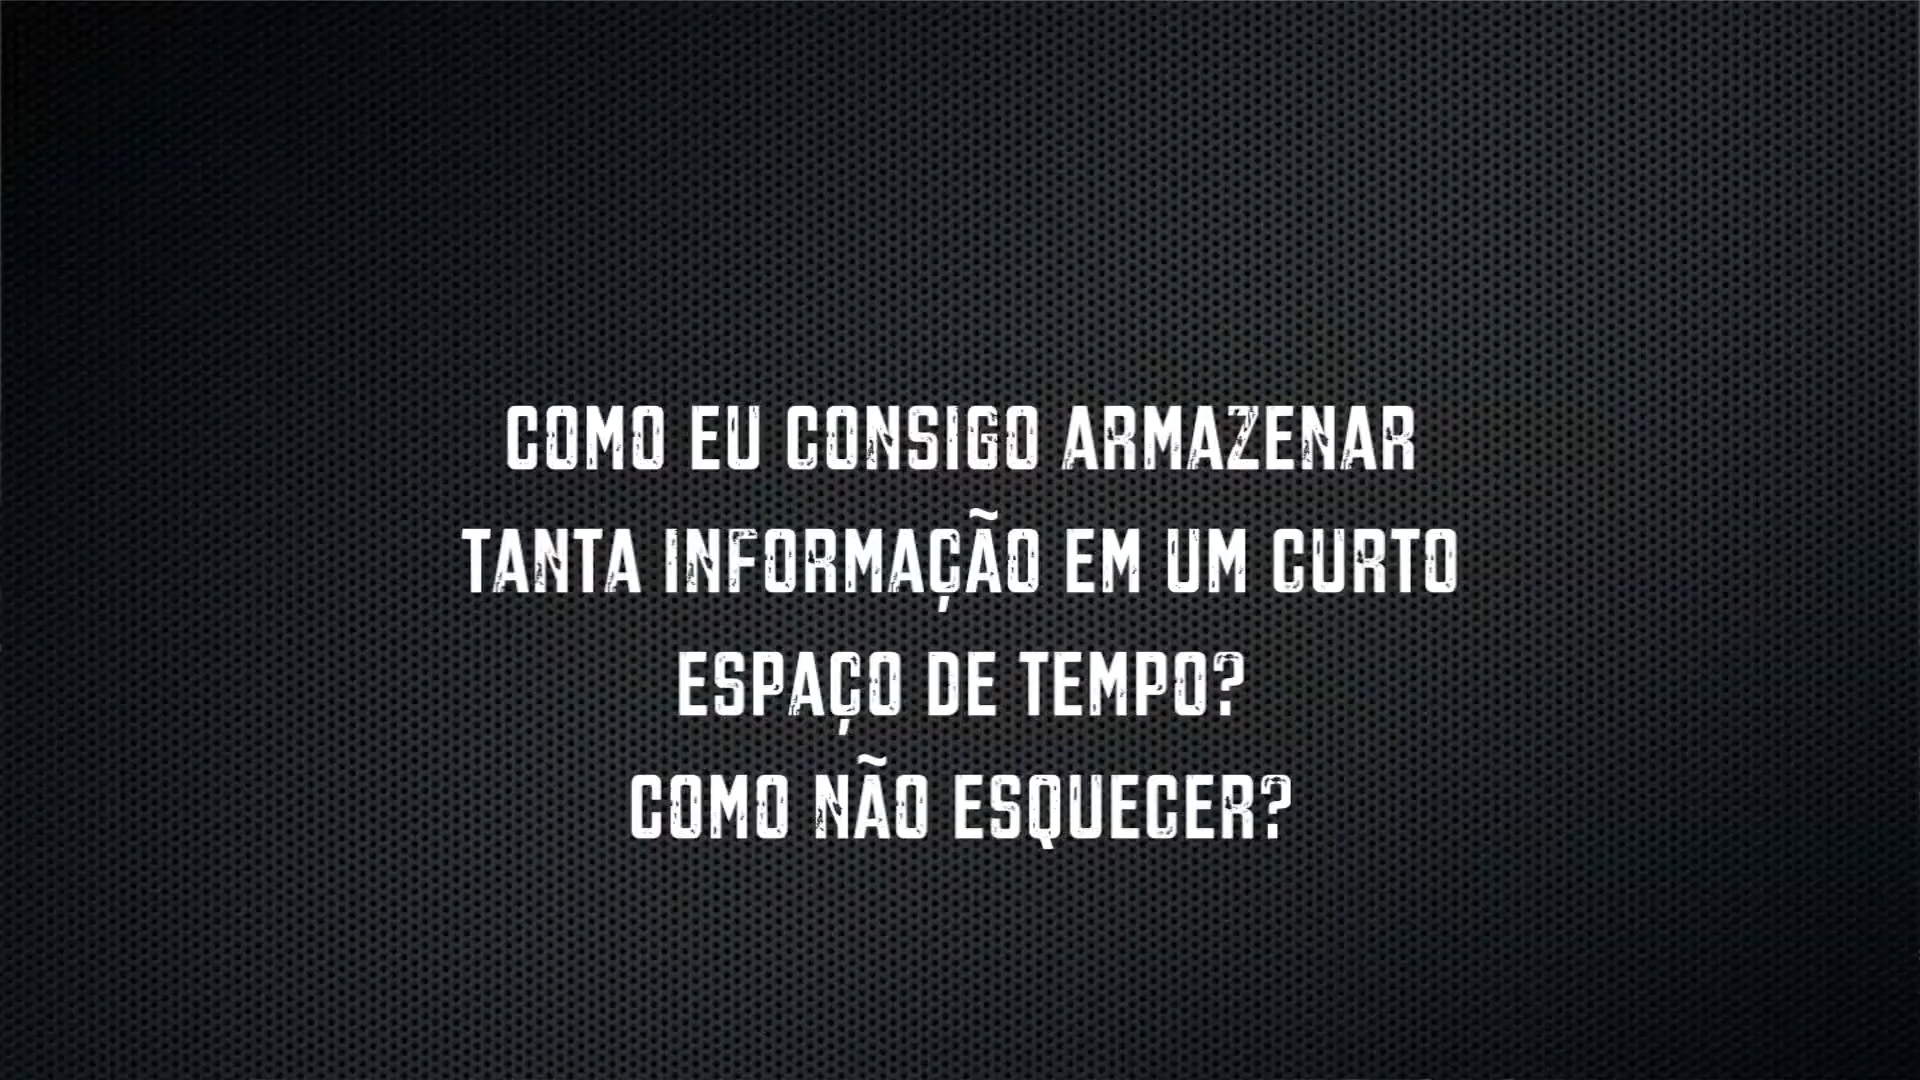 COMO EU CONSIGO ARMAZENAR
TANTA INFORMAÇÃO EM UM CURTO
ESPAÇO DE TEMPO?
COMO NÃO ESQUECER?